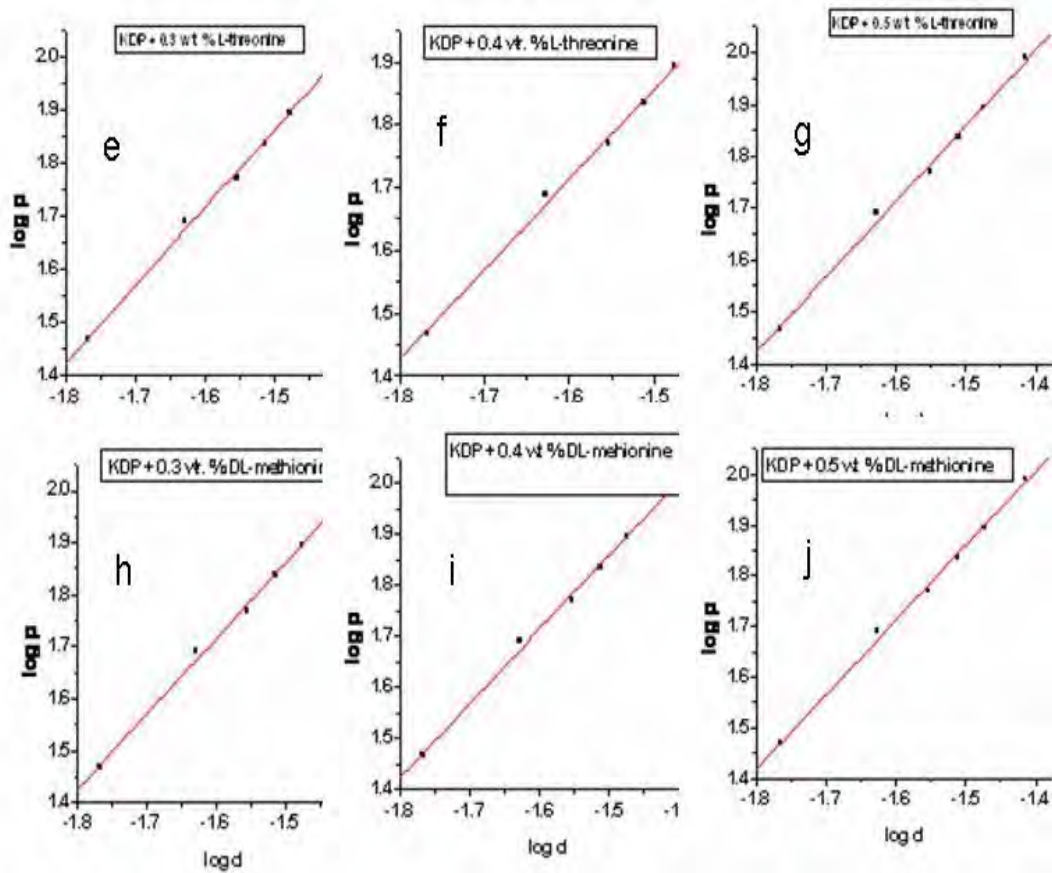 KDP + 0.3 wt % L-threonine
KDP + 0.4 vt. % L-threonine
KDP + 0.5 wt % L-threonine
2.0
1.9
1.8
1.7
1.6
1.5
1.4
log p
e
-1.8 -1.7 -1.6 -1.5
1.9
1.8
1.7
1.6
1.5
1.4
log p
f
-1.8 -1.7 -1.6 -1.5
2.0
1.9
1.8
1.7
1.6
1.5
1.4
log p
g
-1.8 -1.7 -1.6 -1.5 -1.4
KDP + 0.3 vt. % DL-methionin
KDP + 0.4 vt % DL-mehionine
KDP + 0.5 vt % DL-methionine
2.0
1.9
1.8
1.7
1.6
1.5
1.4
log p
h
-1.8 -1.7 -1.6 -1.5
log d
2.0
1.9
1.8
1.7
1.6
1.5
1.4
log p
i
-1.8 -1.7 -1.6 -1.5 -1
log d
2.0
1.9
1.8
1.7
1.6
1.5
1.4
log p
j
-1.8 -1.7 -1.6 -1.5 -1.4
log d